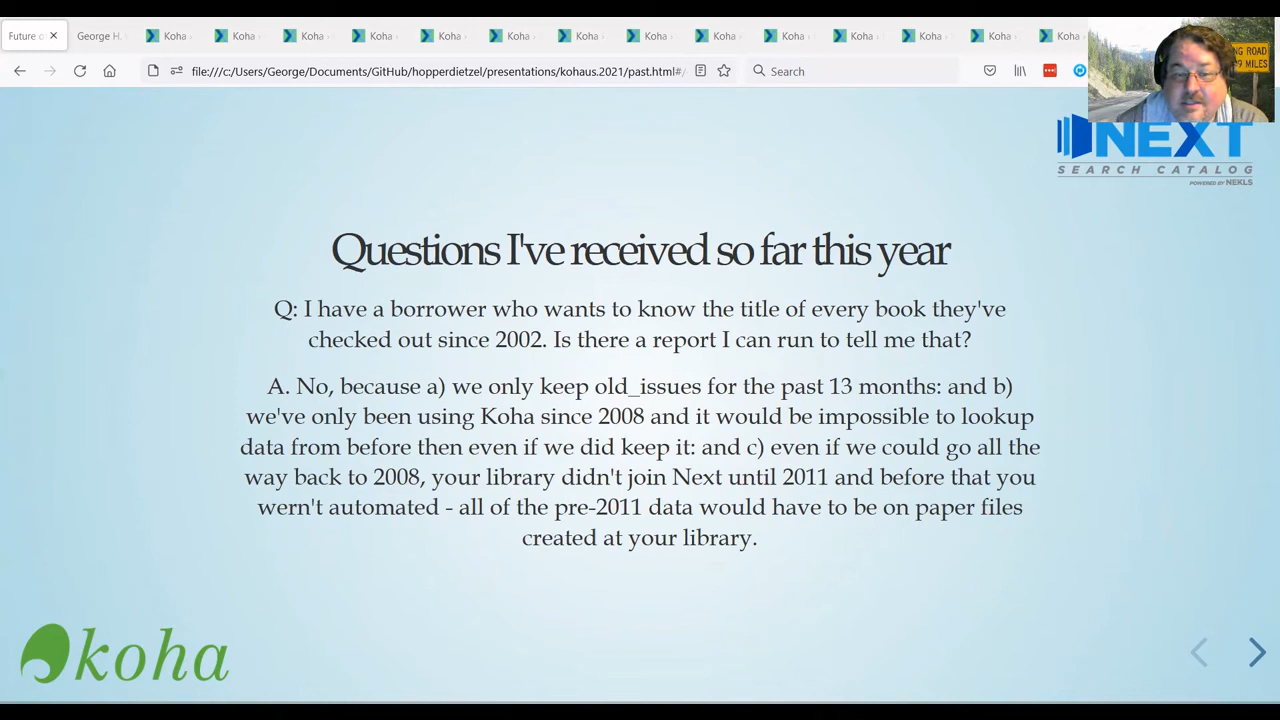 Future o
George H.
Koha
Koha
Koha
Koha
Koha
Koha
Koha
Koha
Koha
Koha
Koha
Koha
Koha
Koha
file:///c:/Users/George/Documents/GitHub/hopperdietzel/presentations/kohaus.2021/past.html#/
Search
NG ROAD
9 MILES
NEXT
SEARCH CATALOG
POWERED BY NEKLS
Questions I've received so far this year
Q: I have a borrower who wants to know the title of every book they've
checked out since 2002. Is there a report I can run to tell me that?
A. No, because a) we only keep old_issues for the past 13 months: and b)
we've only been using Koha since 2008 and it would be impossible to lookup
data from before then even if we did keep it: and c) even if we could go all the
way back to 2008, your library didn't join Next until 2011 and before that you
wern't automated - all of the pre-2011 data would have to be on paper files
created at your library.
koha